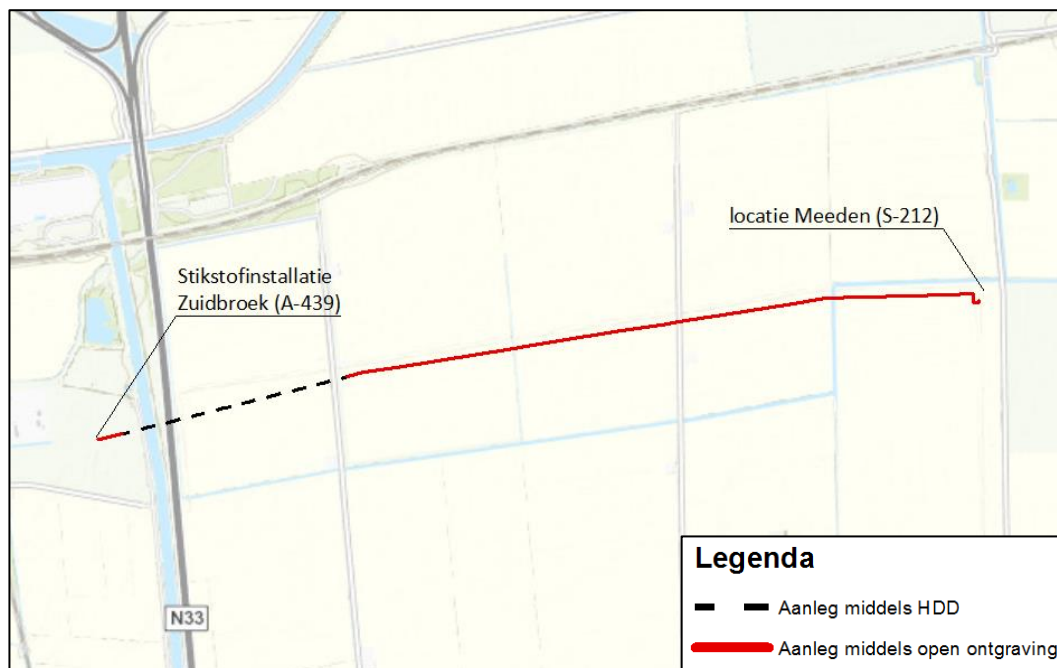 locatie Meeden (S-212)
Stikstofinstallatie
Zuidbroek (A-439)
N33
Legenda
Aanleg middels HDD
Aanleg middels open ontgraving